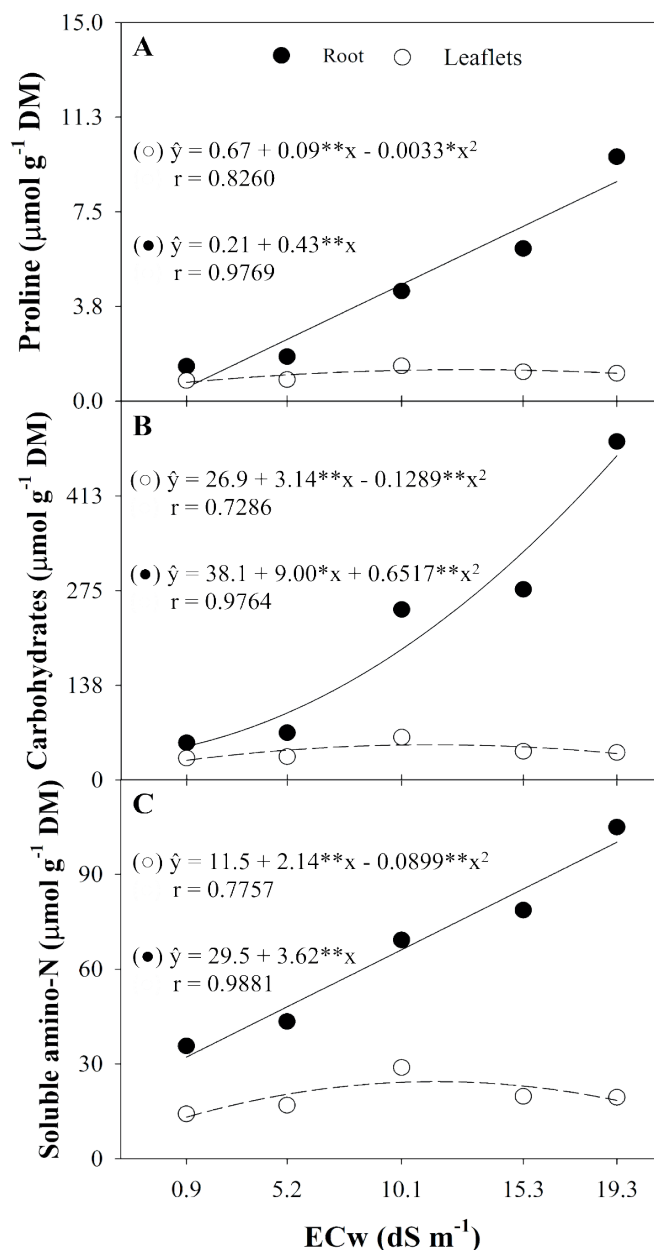 15.0
A
Root
Leaflets
11.3
(○) ŷ = 0.67 + 0.09**x - 0.0033*x²
r = 0.8260
7.5
(●) ŷ = 0.21 + 0.43**x
r = 0.9769
3.8
0.0
Proline (μmol g⁻¹ DM)
B
(○) ŷ = 26.9 + 3.14**x - 0.1289**x²
413
r = 0.7286
(●) ŷ = 38.1 + 9.00*x + 0.6517**x²
275
r = 0.9764
138
0
Carbohydrates (μmol g⁻¹ DM)
C
(○) ŷ = 11.5 + 2.14**x - 0.0899**x²
90
r = 0.7757
(●) ŷ = 29.5 + 3.62**x
60
r = 0.9881
30
0
Soluble amino-N (μmol g⁻¹ DM)
0.9 5.2 10.1 15.3 19.3
ECw (dS m⁻¹)